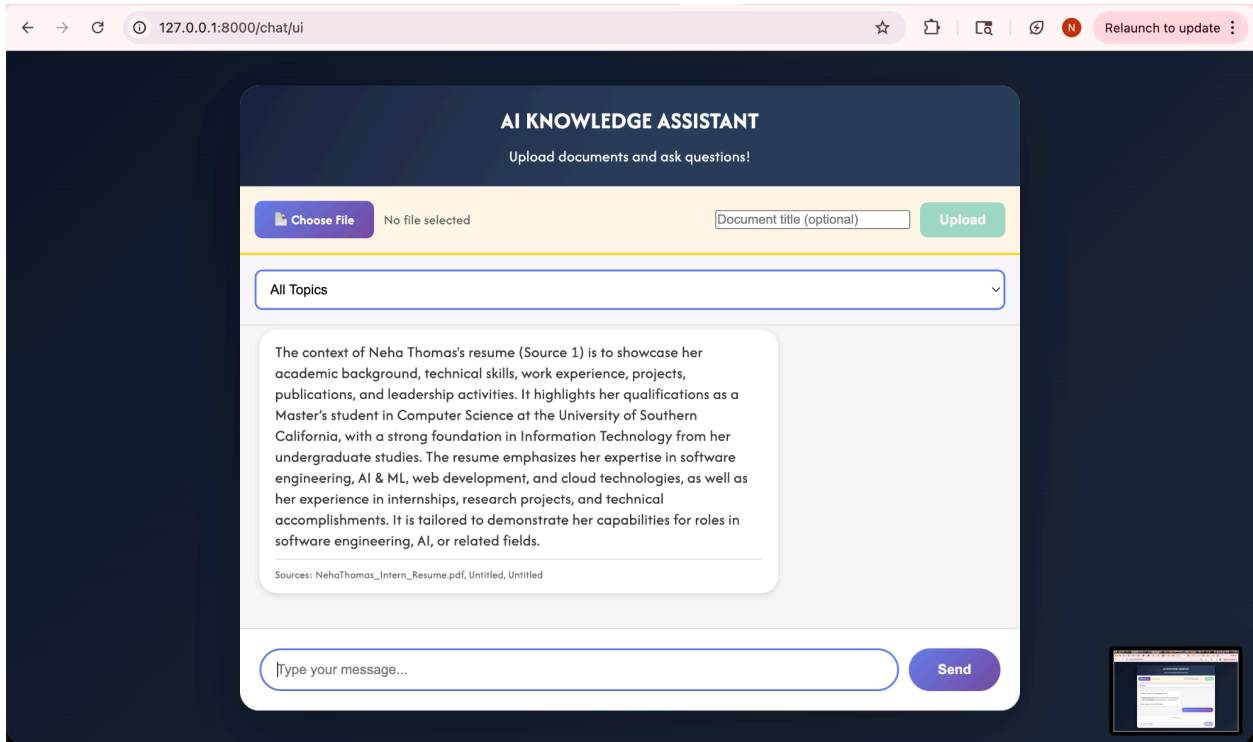 127.0.0.1:8000/chat/ui
N
Relaunch to update
AI KNOWLEDGE ASSISTANT
Upload documents and ask questions!
Choose File
No file selected
Document title (optional)
Upload
All Topics
The context of Neha Thomas's resume (Source 1) is to showcase her
academic background, technical skills, work experience, projects,
publications, and leadership activities. It highlights her qualifications as a
Master's student in Computer Science at the University of Southern
California, with a strong foundation in Information Technology from her
undergraduate studies. The resume emphasizes her expertise in software
engineering, AI & ML, web development, and cloud technologies, as well as
her experience in internships, research projects, and technical
accomplishments. It is tailored to demonstrate her capabilities for roles in
software engineering, AI, or related fields.
Sources: NehaThomas_Intern_Resume.pdf, Untitled, Untitled
Type your message...
Send